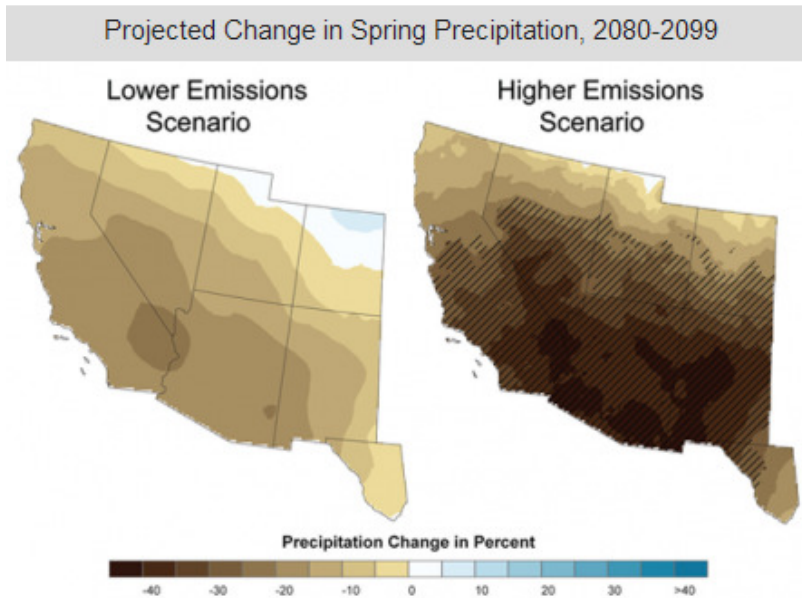 Projected Change in Spring Precipitation, 2080-2099
Lower Emissions
Scenario
Higher Emissions
Scenario
Precipitation Change in Percent
-40 -30 -20 -10 0 10 20 30 >40